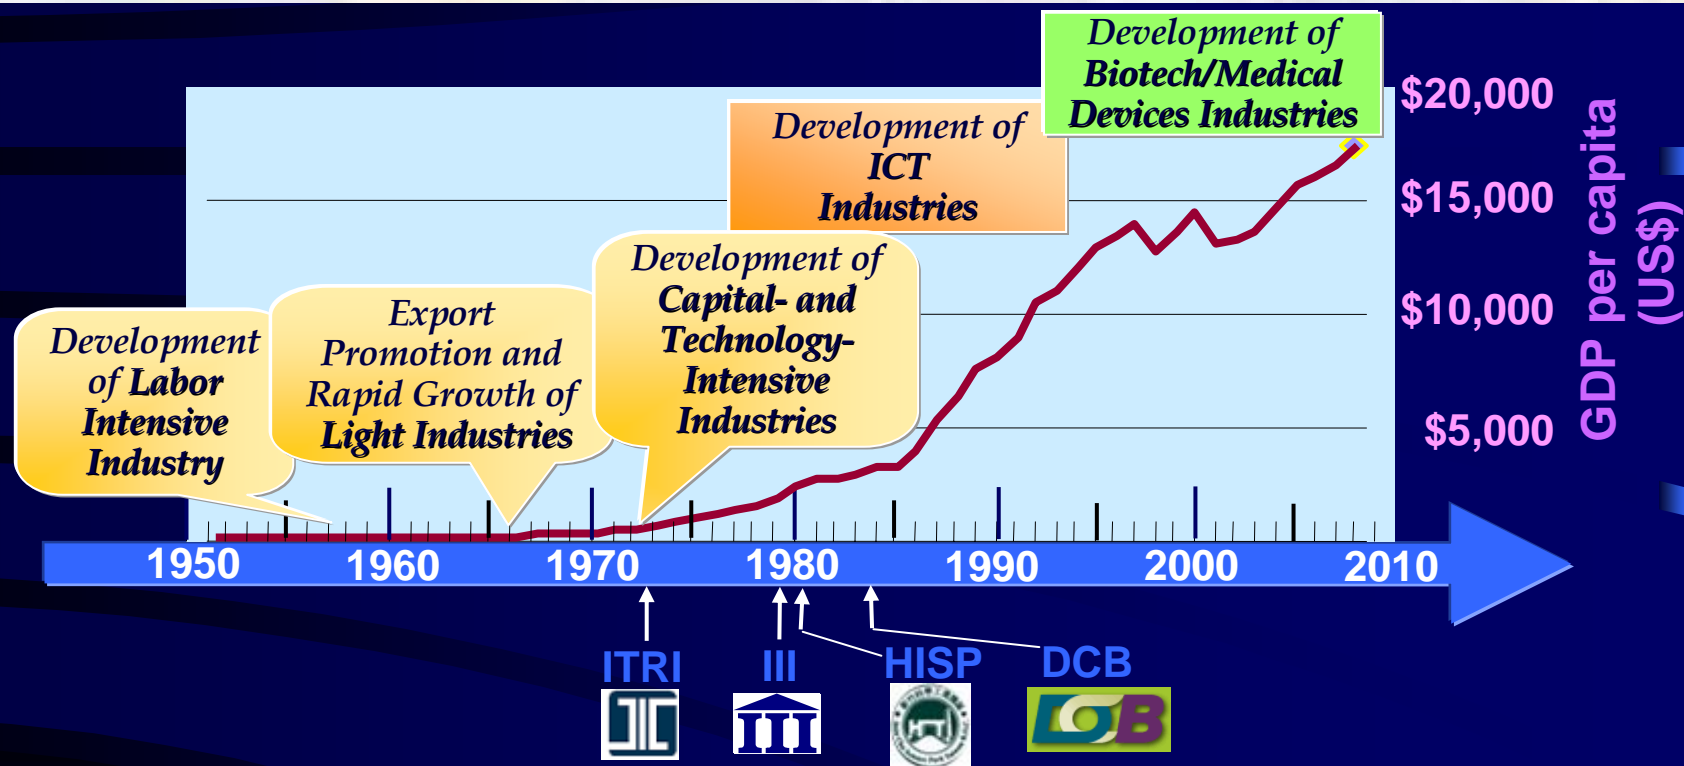 Development of
Biotech/Medical
Devices Industries
Development of
ICT
Industries
Development of
Capital- and
Technology-
Intensive
Industries
Export
Promotion and
Rapid Growth of
Light Industries
Development
of Labor
Intensive
Industry
$20,000
$15,000
$10,000
$5,000
GDP per capita
(US$)
1950
1960
1970
1980
1990
2000
2010
ITRI
III
HISP
DCB
III
DCB